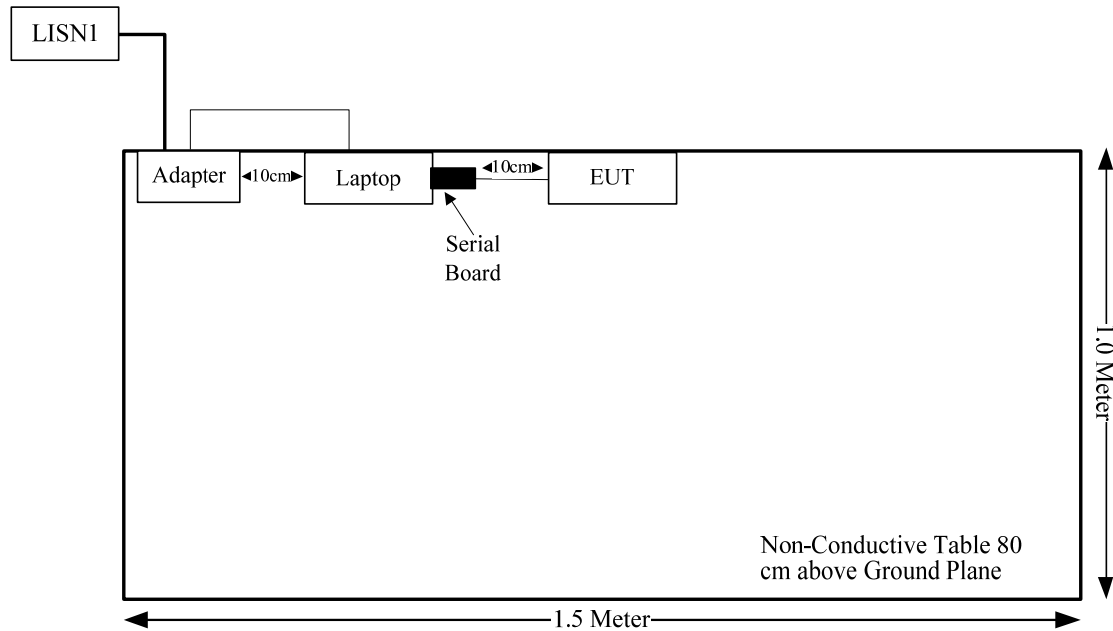 LISN1
Adapter
10cm
Laptop
10cm
EUT
Serial
Board
1.0 Meter
Non-Conductive Table 80
cm above Ground Plane
1.5 Meter